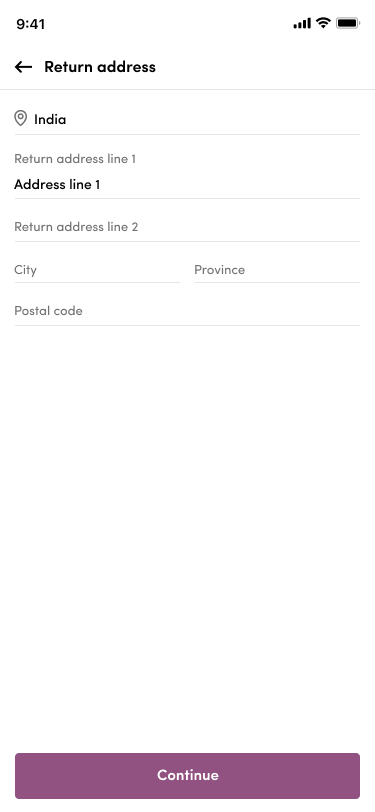 9:41
Return address
India
Return address line 1
Address line 1
Return address line 2
City Province
Postal code
Continue